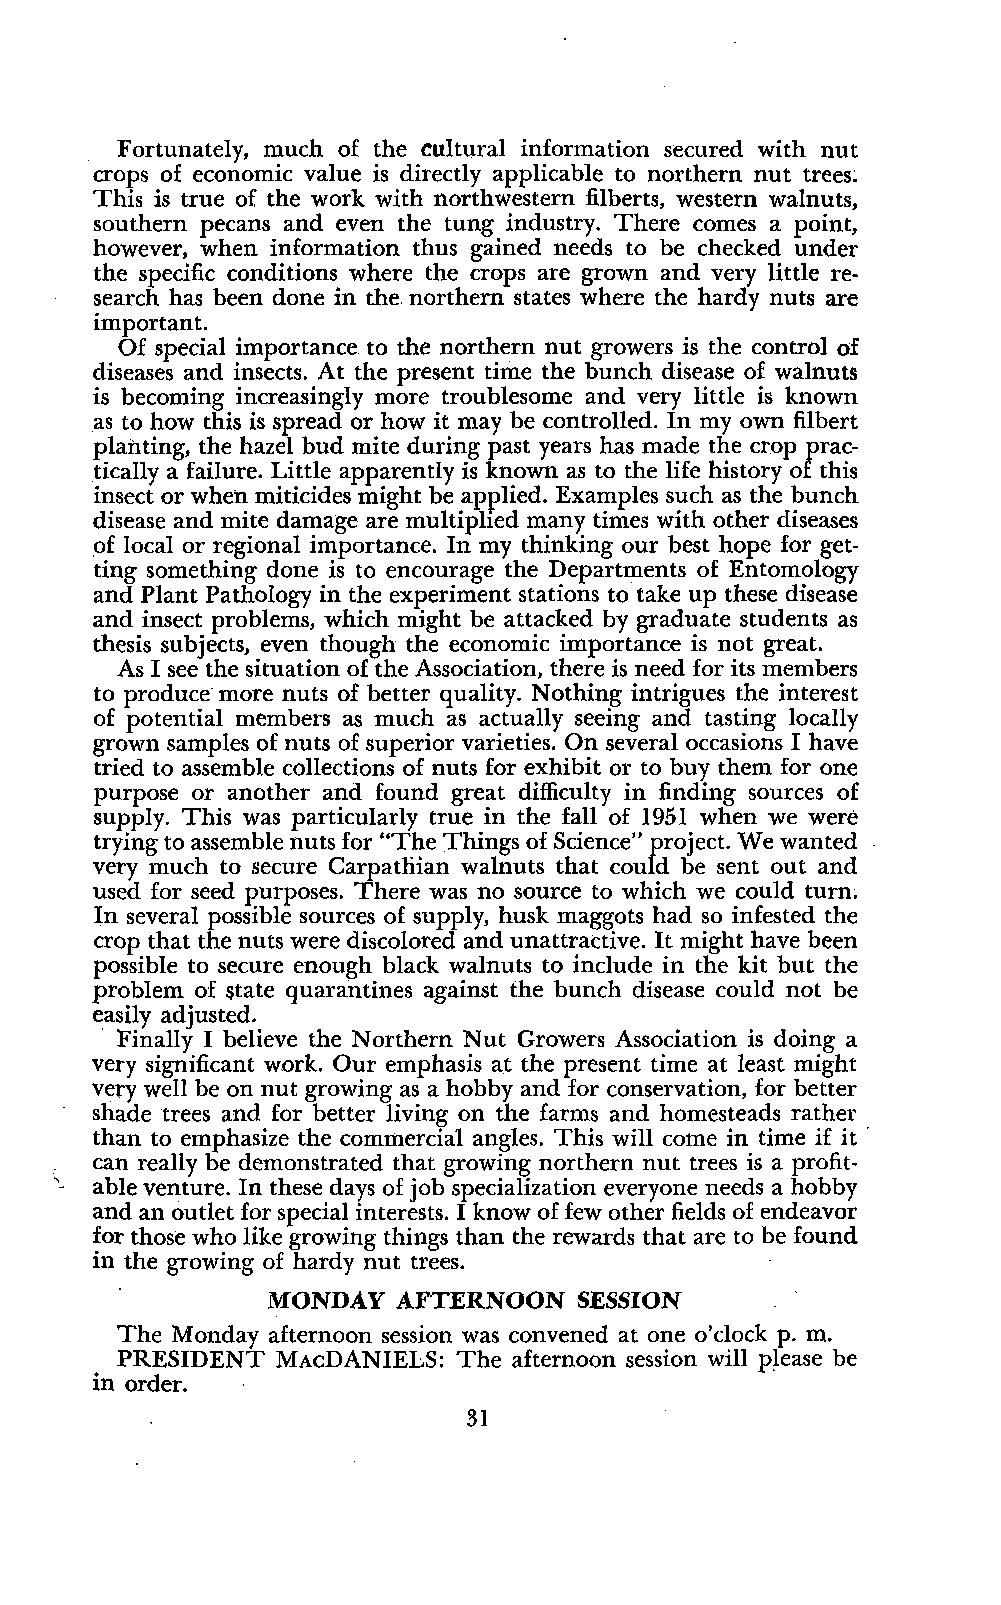 Fortunately, much of the cultural information secured with nut
crops of economic value is directly applicable to northern nut trees.
This is true of the work with northwestern filberts, western walnuts,
southern pecans and even the tung industry. There comes a point,
however, when information thus gained needs to be checked under
the specific conditions where the crops are grown and very little re-
search has been done in the northern states where the hardy nuts are
important.
Of special importance to the northern nut growers is the control of
diseases and insects. At the present time the bunch disease of walnuts
is becoming increasingly more troublesome and very little is known
as to how this is spread or how it may be controlled. In my own filbert
planting, the hazel bud mite during past years has made the crop prac-
tically a failure. Little apparently is known as to the life history of this
insect or when miticides might be applied. Examples such as the bunch
disease and mite damage are multiplied many times with other diseases
of local or regional importance. In my thinking our best hope for get-
ting something done is to encourage the Departments of Entomology
and Plant Pathology in the experiment stations to take up these disease
and insect problems, which might be attacked by graduate students as
thesis subjects, even though the economic importance is not great.
As I see the situation of the Association, there is need for its members
to produce more nuts of better quality. Nothing intrigues the interest
of potential members as much as actually seeing and tasting locally
grown samples of nuts of superior varieties. On several occasions I have
tried to assemble collections of nuts for exhibit or to buy them for one
purpose or another and found great difficulty in finding sources of
supply. This was particularly true in the fall of 1951 when we were
trying to assemble nuts for "The Things of Science" project. We wanted
very much to secure Carpathian walnuts that could be sent out and
used for seed purposes. There was no source to which we could turn.
In several possible sources of supply, husk maggots had so infested the
crop that the nuts were discolored and unattractive. It might have been
possible to secure enough black walnuts to include in the kit but the
problem of state quarantines against the bunch disease could not be
easily adjusted.
Finally I believe the Northern Nut Growers Association is doing a
very significant work. Our emphasis at the present time at least might
very well be on nut growing as a hobby and for conservation, for better
shade trees and for better living on the farms and homesteads rather
than to emphasize the commercial angles. This will come in time if it
can really be demonstrated that growing northern nut trees is a profit-
able venture. In these days of job specialization everyone needs a hobby
and an outlet for special interests. I know of few other fields of endeavor
for those who like growing things than the rewards that are to be found
in the growing of hardy nut trees.
MONDAY AFTERNOON SESSION
The Monday afternoon session was convened at one o'clock p. m.
PRESIDENT MACDANIELS: The afternoon session will please be
in order.
31